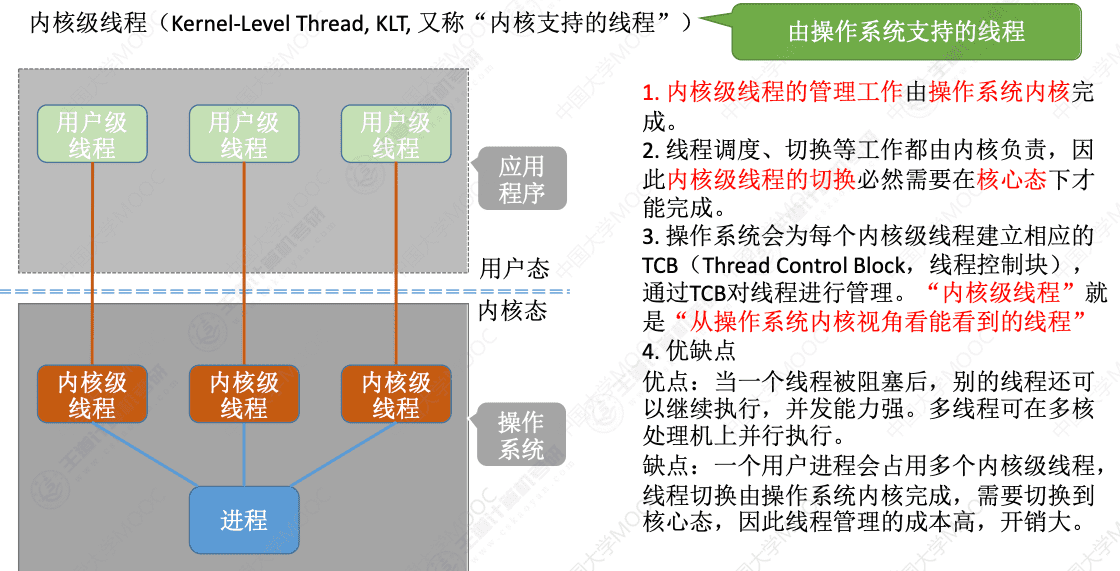 内核级线程（Kernel-Level Thread, KLT, 又称“内核支持的线程”）
由操作系统支持的线程
用户级
线程
用户级
线程
用户级
线程
应用
程序
用户态
内核态
内核级
线程
内核级
线程
内核级
线程
操作
系统
进程
1. 内核级线程的管理工作由操作系统内核完
成。
2. 线程调度、切换等工作都由内核负责，因
此内核级线程的切换必然需要在核心态下才
能完成。
3. 操作系统会为每个内核级线程建立相应的
TCB（Thread Control Block，线程控制块），
通过TCB对线程进行管理。“内核级线程”就
是“从操作系统内核视角看能看到的线程”
4. 优缺点
优点：当一个线程被阻塞后，别的线程还可
以继续执行，并发能力强。多线程可在多核
处理机上并行执行。
缺点：一个用户进程会占用多个内核级线程，
线程切换由操作系统内核完成，需要切换到
核心态，因此线程管理的成本高，开销大。
中国大学MOOC
王道计算机考研